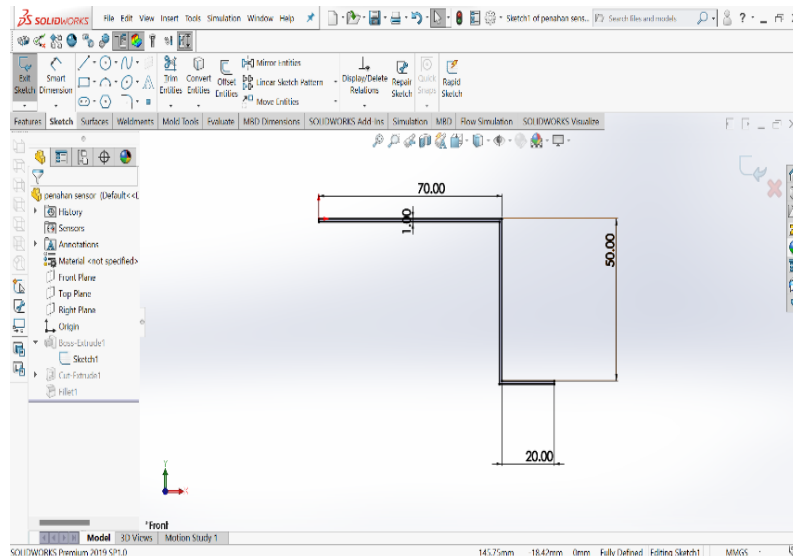 SOLIDWORKS File Edit View Insert Tools Simulation Window Help Sketch1 of penahan sens... Search files and models
Exit Sketch
Smart Dimension
Trim Entities
Convert Entities
Offset Entities
Mirror Entities
Linear Sketch Pattern
Move Entities
Display/Delete Relations
Repair Sketch
Quick Snaps
Rapid Sketch
Features Sketch Surfaces Weldments Mold Tools Evaluate MBD Dimensions SOLIDWORKS Add Ins Simulation MBD Flow Simulation SOLIDWORKS Visualize
penahan sensor (Default<<D
History
Sensors
Annotations
Material <not specified>
Front Plane
Top Plane
Right Plane
Origin
Boss-Extrude1
Sketch1
Cut-Extrude1
Fillet1
70.00
1.00
50.00
20.00
Y
X
*Front
Model 3D Views Motion Study 1
SOLIDWORKS Premium 2019 SP1.0 145.75mm -18.42mm 0mm Fully Defined Editing Sketch1 MMGS